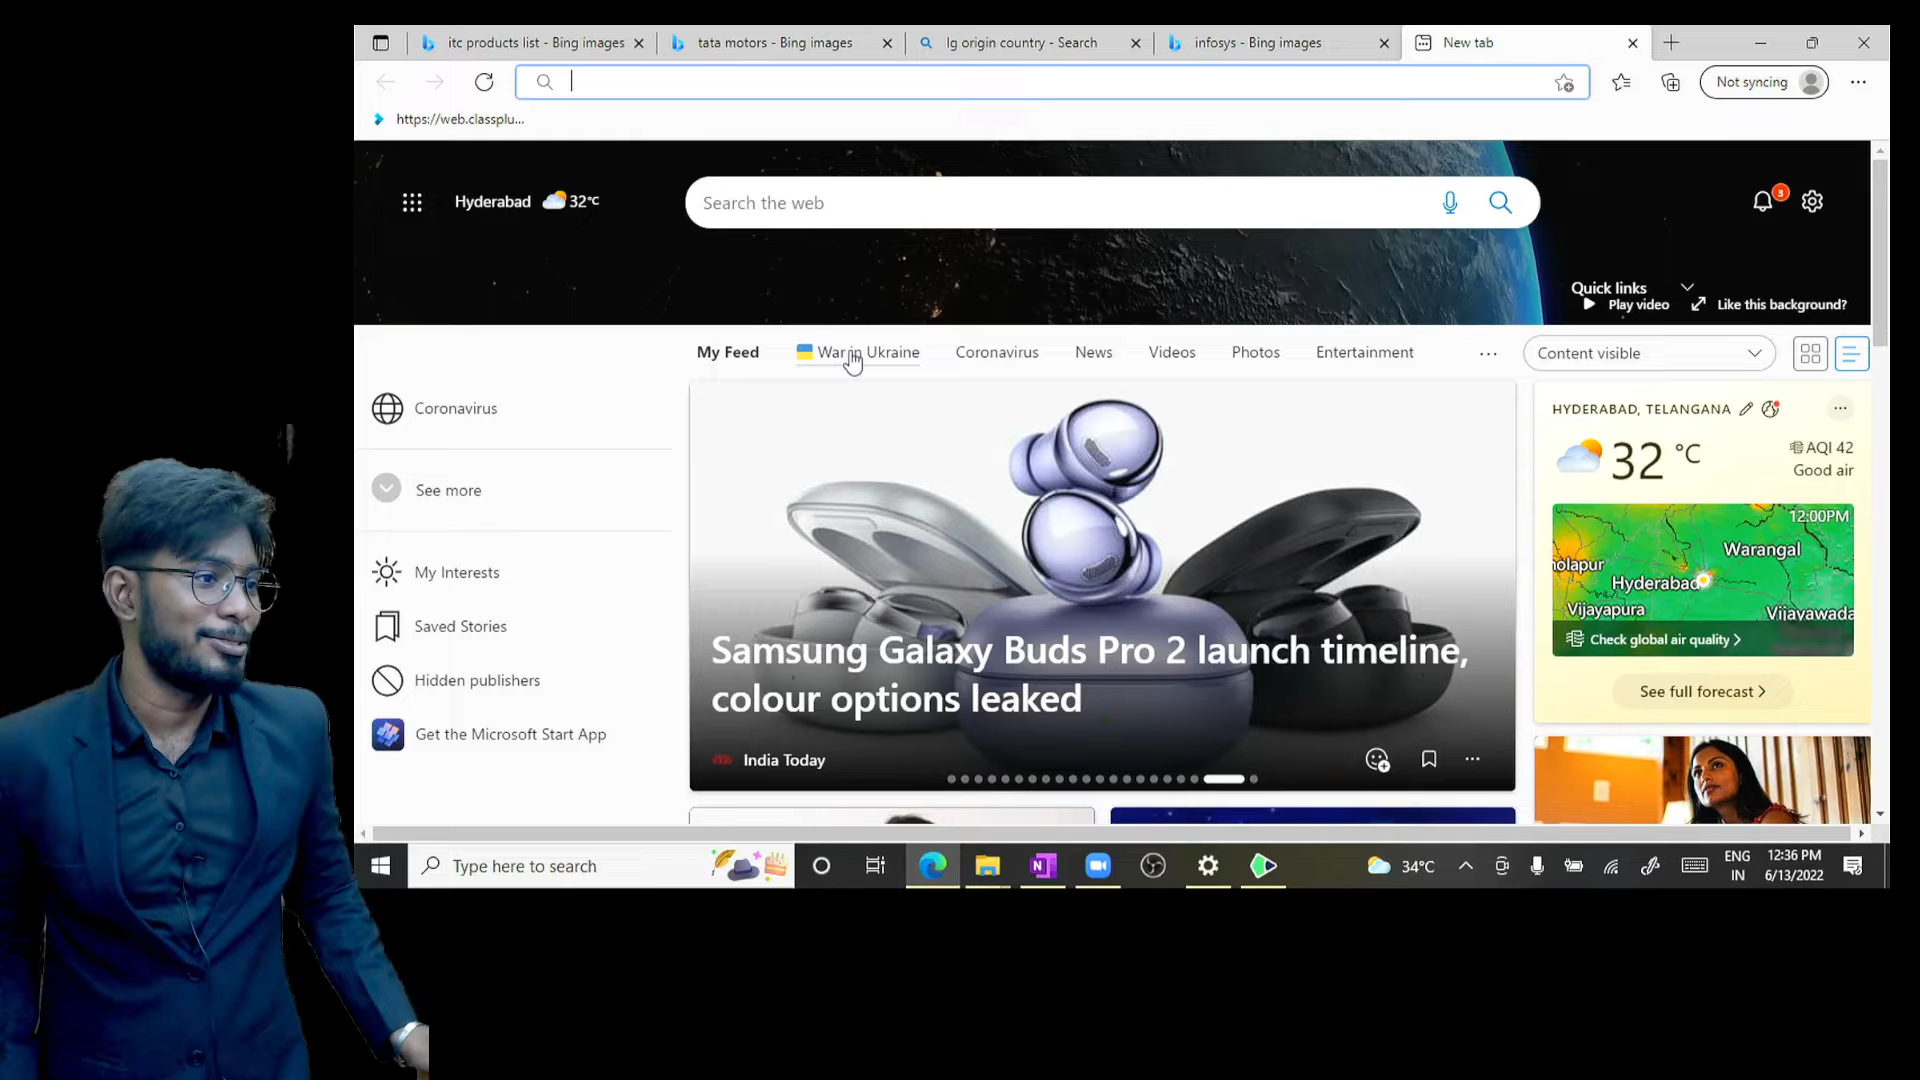 itc products list - Bing images
tata motors - Bing images
lg origin country - Search
infosys - Bing images
New tab
Not syncing
https://web.classplu...
Hyderabad 32°C
Search the web
3
Quick links
Play video
Like this background?
My Feed
War in Ukraine
Coronavirus
News
Videos
Photos
Entertainment
Content visible
Coronavirus
See more
My Interests
Saved Stories
Hidden publishers
Get the Microsoft Start App
Samsung Galaxy Buds Pro 2 launch timeline,
colour options leaked
India Today
HYDERABAD, TELANGANA
32 °C
AQI 42
Good air
12:00PM
Warangal
holapur
Hyderabad
Vijayapura
Vijayawada
Check global air quality
See full forecast
Type here to search
34°C
ENG
IN
12:36 PM
6/13/2022